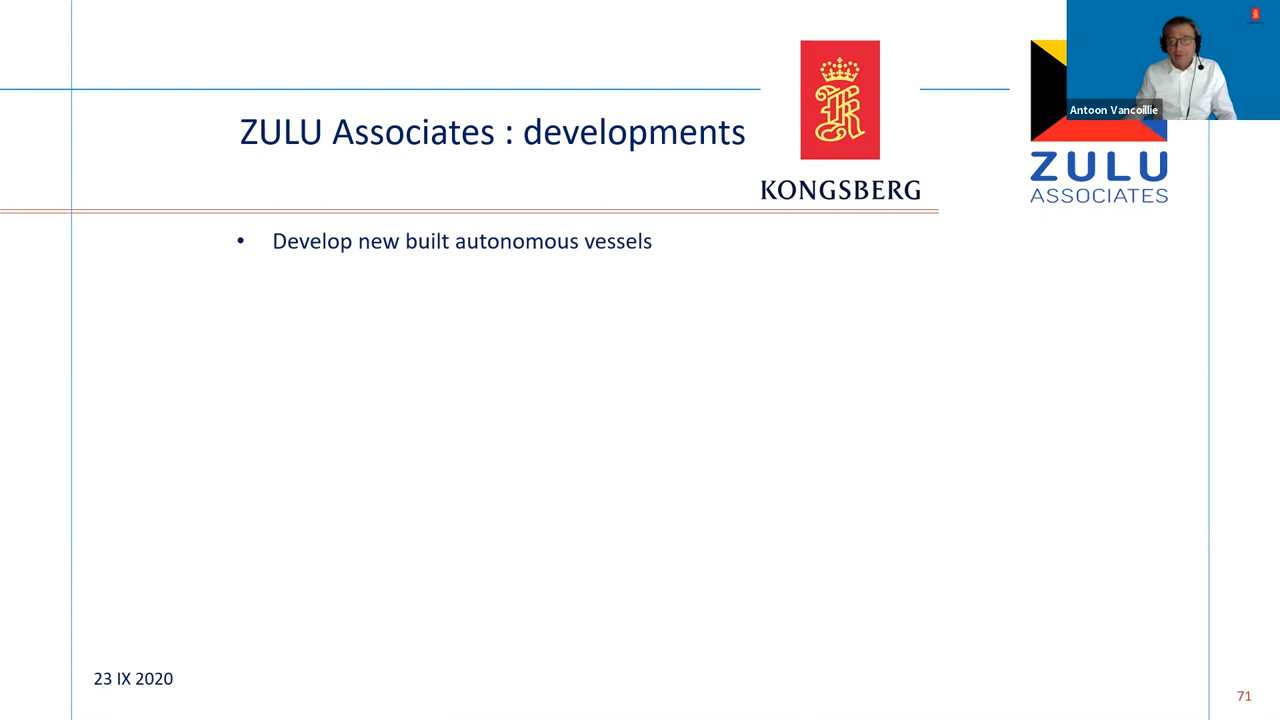 Antoon Vancoillie
ZULU Associates : developments
KONGSBERG
ZULU
ASSOCIATES
• Develop new built autonomous vessels
23 IX 2020
71